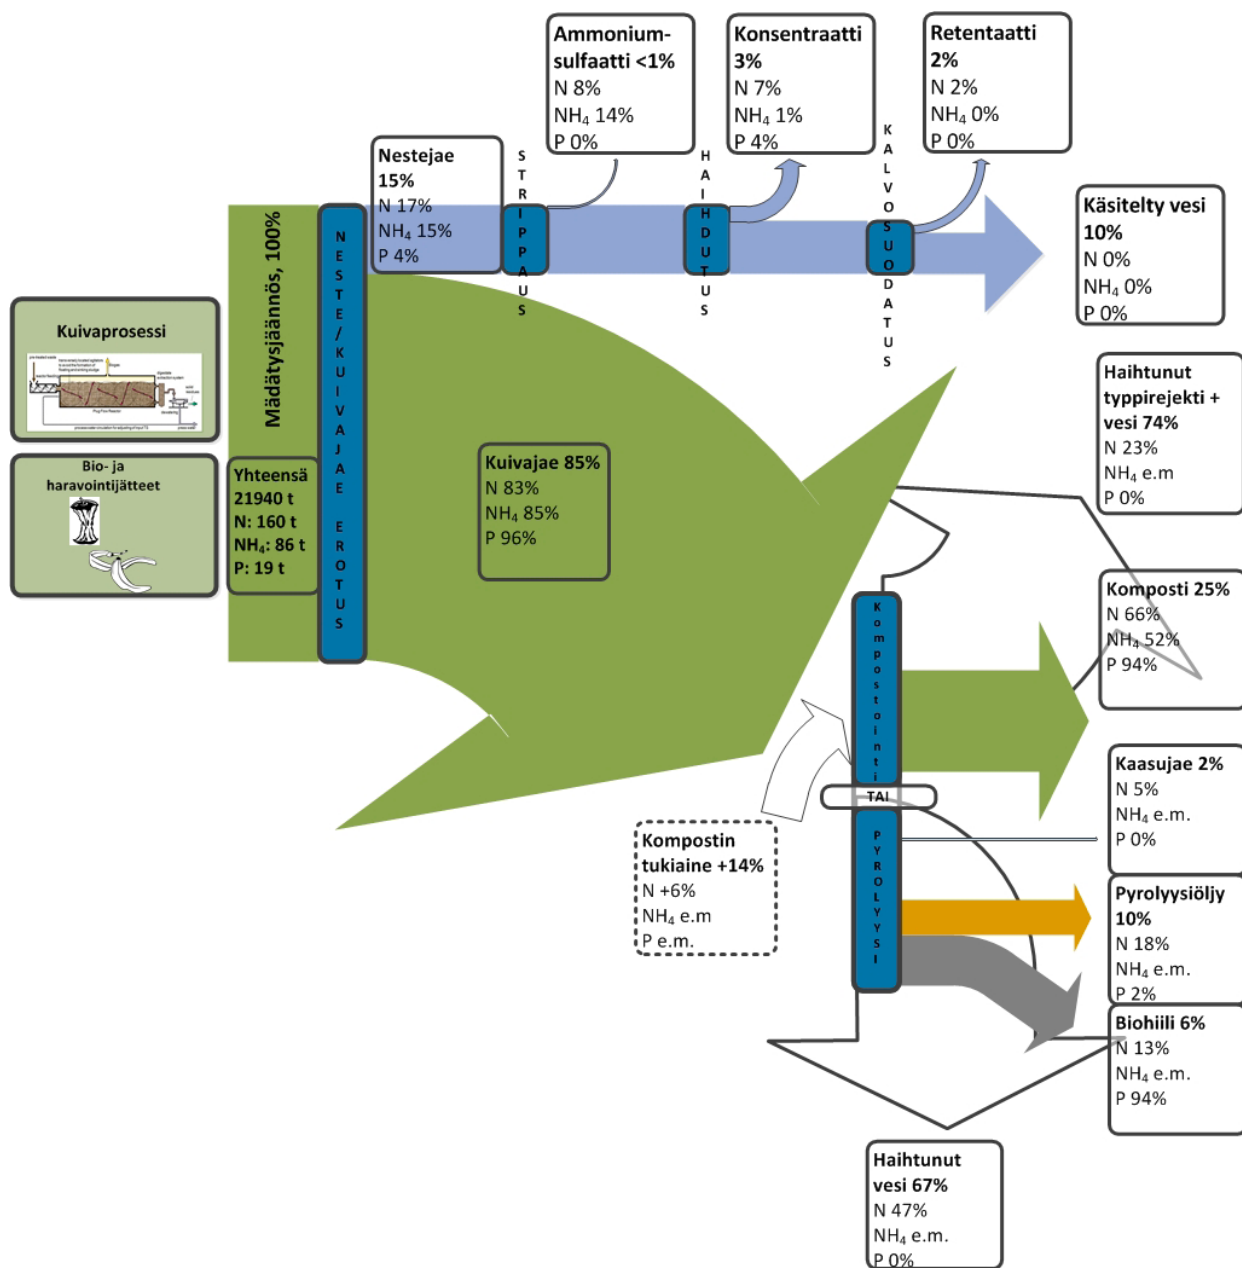 Ammonium-
sulfaatti <1%
N 8%
NH₄ 14%
P 0%
Konsentraatti
3%
N 7%
NH₄ 1%
P 4%
Retentaatti
2%
N 2%
NH₄ 0%
P 0%
Nestejae
15%
N 17%
NH₄ 15%
P 4%
STRIPPAUS
HAIHDUTUS
KALVOSUODATUS
Käsitelty vesi
10%
N 0%
NH₄ 0%
P 0%
Mädätysjäännös, 100%
NESTE/KUIVAJAE EROTUS
Kuivaprosessi
Biogas
Plug Flow Reactor
Bio- ja
haravointijätteet
Yhteensä
21940 t
N: 160 t
NH₄: 86 t
P: 19 t
Kuivajae 85%
N 83%
NH₄ 85%
P 96%
Haihtunut
typpirejekti +
vesi 74%
N 23%
NH₄ e.m
P 0%
Kompostointi
TAI
PYROLYYSI
Komposti 25%
N 66%
NH₄ 52%
P 94%
Kompostin
tukiaine +14%
N +6%
NH₄ e.m
P e.m.
Kaasujae 2%
N 5%
NH₄ e.m.
P 0%
Pyrolyysiöljy
10%
N 18%
NH₄ e.m.
P 2%
Biohiili 6%
N 13%
NH₄ e.m.
P 94%
Haihtunut
vesi 67%
N 47%
NH₄ e.m.
P 0%